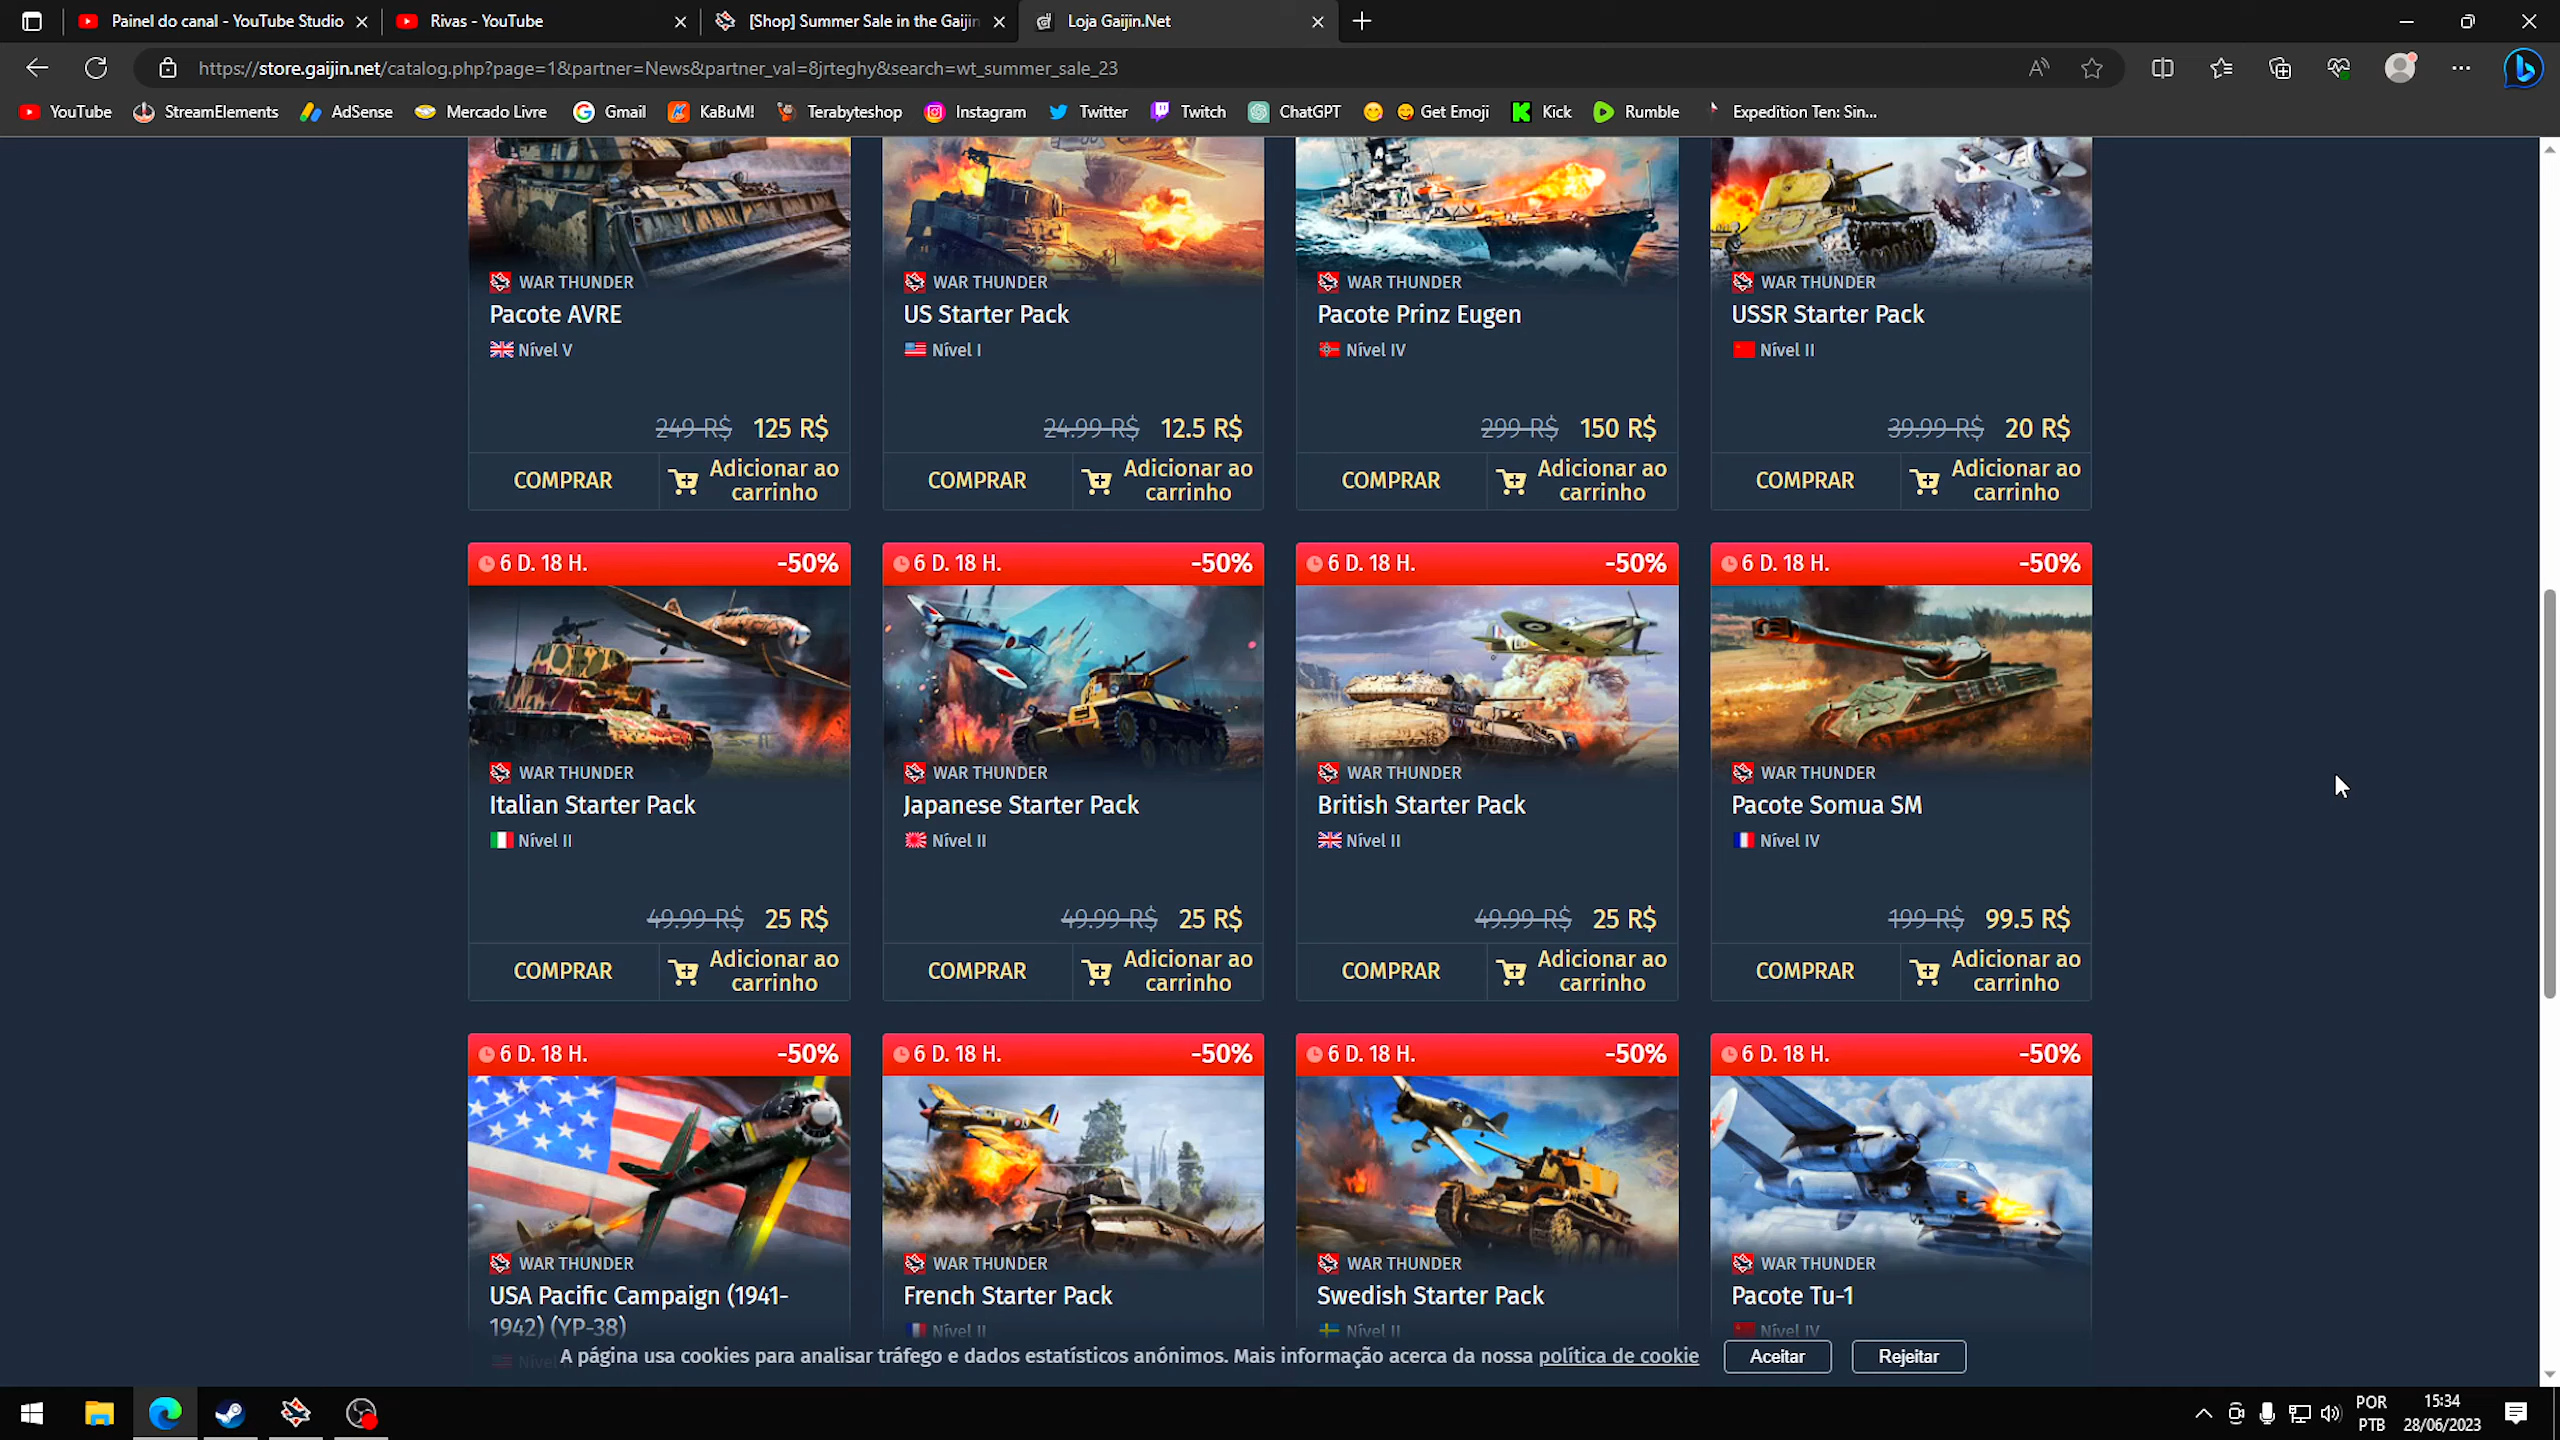 Painel do canal - YouTube Studio
Rivas - YouTube
[Shop] Summer Sale in the Gaijin
Loja Gaijin.Net
https://store.gaijin.net/catalog.php?page=1&partner=News&partner_val=8jrteghy&search=wt_summer_sale_23
YouTube
StreamElements
AdSense
Mercado Livre
Gmail
KaBuM!
Terabyteshop
Instagram
Twitter
Twitch
ChatGPT
Get Emoji
Kick
Rumble
Expedition Ten: Sin...
WAR THUNDER
Pacote AVRE
Nível V
249 R$ 125 R$
COMPRAR
Adicionar ao
carrinho
WAR THUNDER
US Starter Pack
Nível I
24.99 R$ 12.5 R$
COMPRAR
Adicionar ao
carrinho
WAR THUNDER
Pacote Prinz Eugen
Nível IV
299 R$ 150 R$
COMPRAR
Adicionar ao
carrinho
WAR THUNDER
USSR Starter Pack
Nível II
39.99 R$ 20 R$
COMPRAR
Adicionar ao
carrinho
6 D. 18 H. -50%
WAR THUNDER
Italian Starter Pack
Nível II
49.99 R$ 25 R$
COMPRAR
Adicionar ao
carrinho
6 D. 18 H. -50%
WAR THUNDER
Japanese Starter Pack
Nível II
49.99 R$ 25 R$
COMPRAR
Adicionar ao
carrinho
6 D. 18 H. -50%
WAR THUNDER
British Starter Pack
Nível II
49.99 R$ 25 R$
COMPRAR
Adicionar ao
carrinho
6 D. 18 H. -50%
WAR THUNDER
Pacote Somua SM
Nível IV
199 R$ 99.5 R$
COMPRAR
Adicionar ao
carrinho
6 D. 18 H. -50%
WAR THUNDER
USA Pacific Campaign (1941-
1942) (YP-38)
6 D. 18 H. -50%
WAR THUNDER
French Starter Pack
Nível II
6 D. 18 H. -50%
WAR THUNDER
Swedish Starter Pack
Nível II
6 D. 18 H. -50%
WAR THUNDER
Pacote Tu-1
Nível IV
A página usa cookies para analisar tráfego e dados estatísticos anónimos. Mais informação acerca da nossa política de cookie
Aceitar
Rejeitar
POR
PTB
15:34
28/06/2023